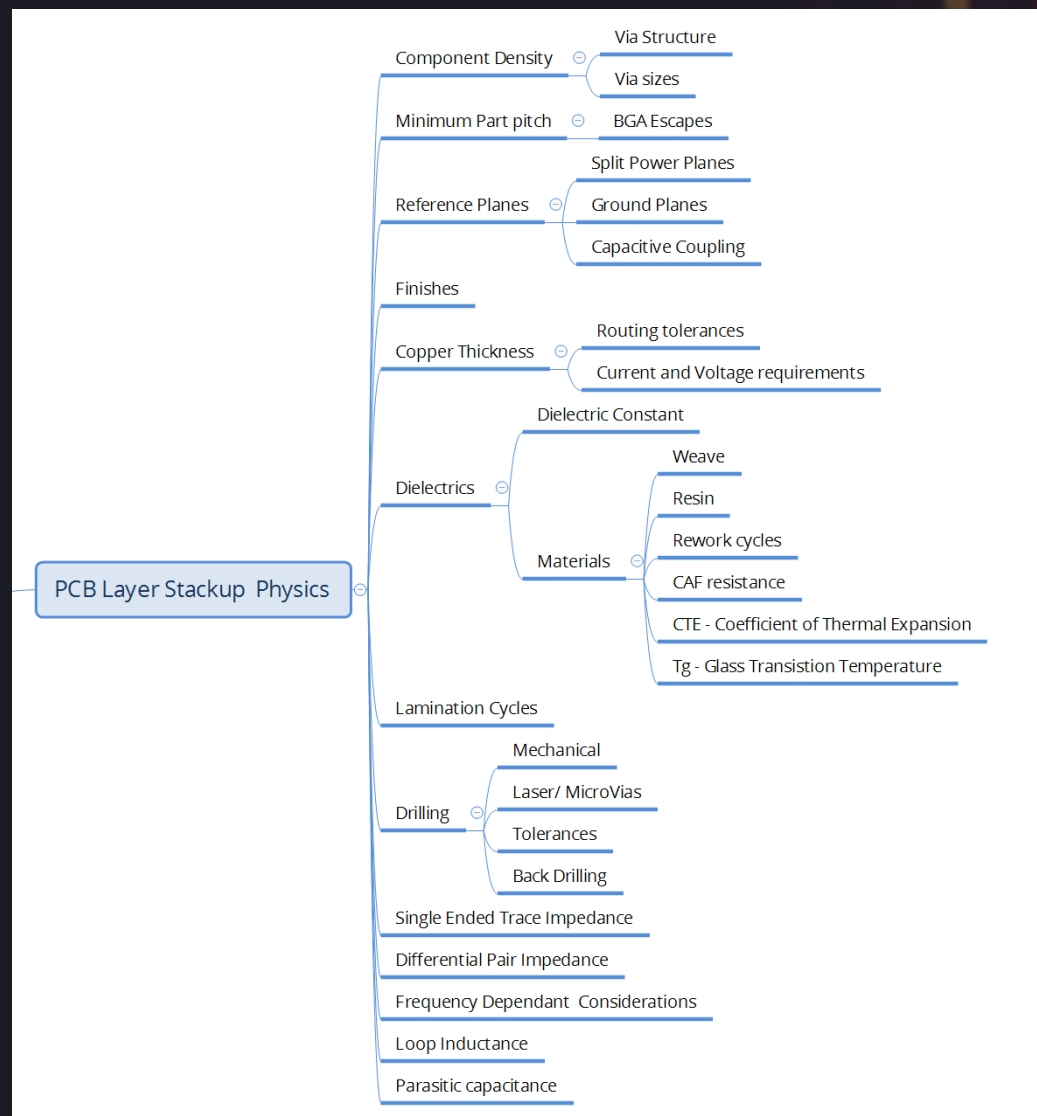 Via Structure
Component Density
Via sizes
Minimum Part pitch
BGA Escapes
Split Power Planes
Reference Planes
Ground Planes
Capacitive Coupling
Finishes
Routing tolerances
Copper Thickness
Current and Voltage requirements
Dielectric Constant
Weave
Dielectrics
Resin
Rework cycles
Materials
CAF resistance
PCB Layer Stackup  Physics
CTE - Coefficient of Thermal Expansion
Tg - Glass Transistion Temperature
Lamination Cycles
Mechanical
Laser/ MicroVias
Drilling
Tolerances
Back Drilling
Single Ended Trace Impedance
Differential Pair Impedance
Frequency Dependant  Considerations
Loop Inductance
Parasitic capacitance